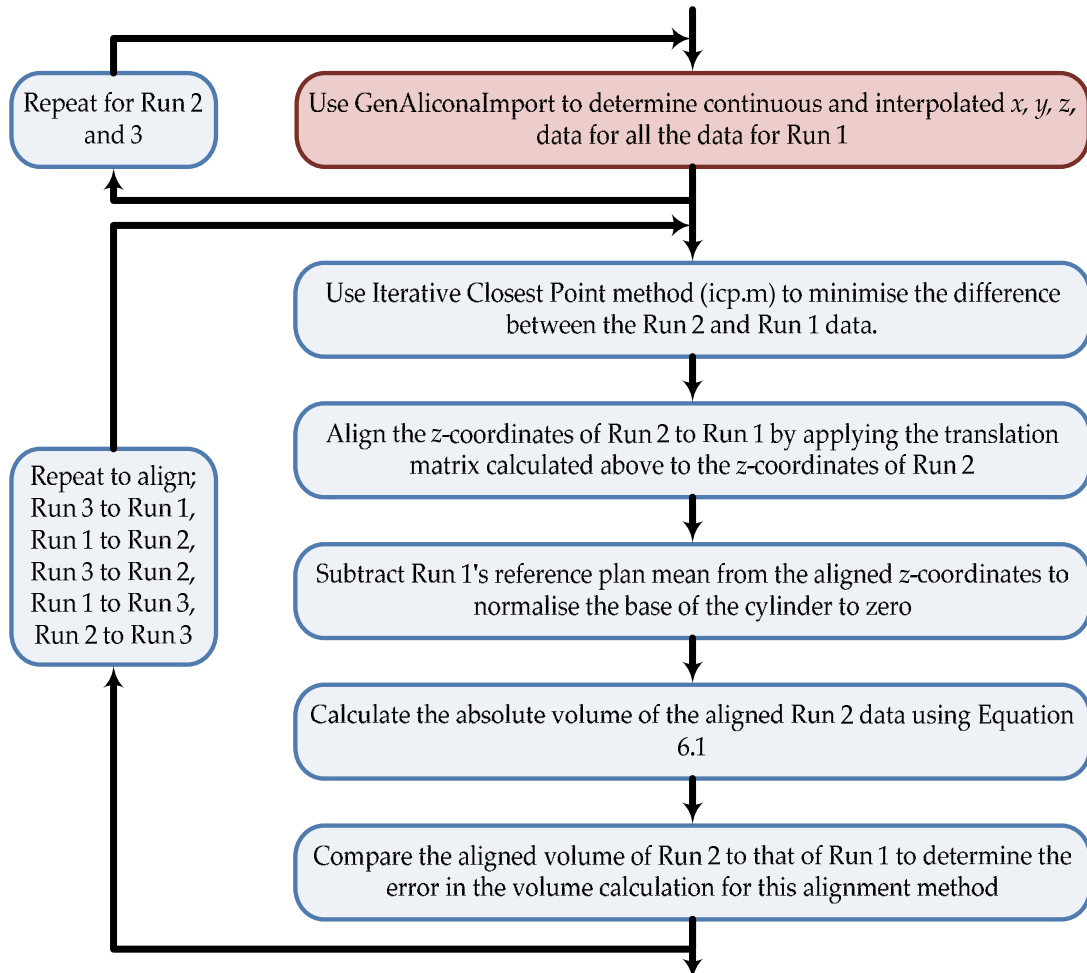 Repeat for Run 2
and 3
Use GenAliconaImport to determine continuous and interpolated x, y, z,
data for all the data for Run 1
Use Iterative Closest Point method (icp.m) to minimise the difference
between the Run 2 and Run 1 data.
Align the z-coordinates of Run 2 to Run 1 by applying the translation
matrix calculated above to the z-coordinates of Run 2
Repeat to align;
Run 3 to Run 1,
Run 1 to Run 2,
Run 3 to Run 2,
Run 1 to Run 3,
Run 2 to Run 3
Subtract Run 1's reference plan mean from the aligned z-coordinates to
normalise the base of the cylinder to zero
Calculate the absolute volume of the aligned Run 2 data using Equation
6.1
Compare the aligned volume of Run 2 to that of Run 1 to determine the
error in the volume calculation for this alignment method